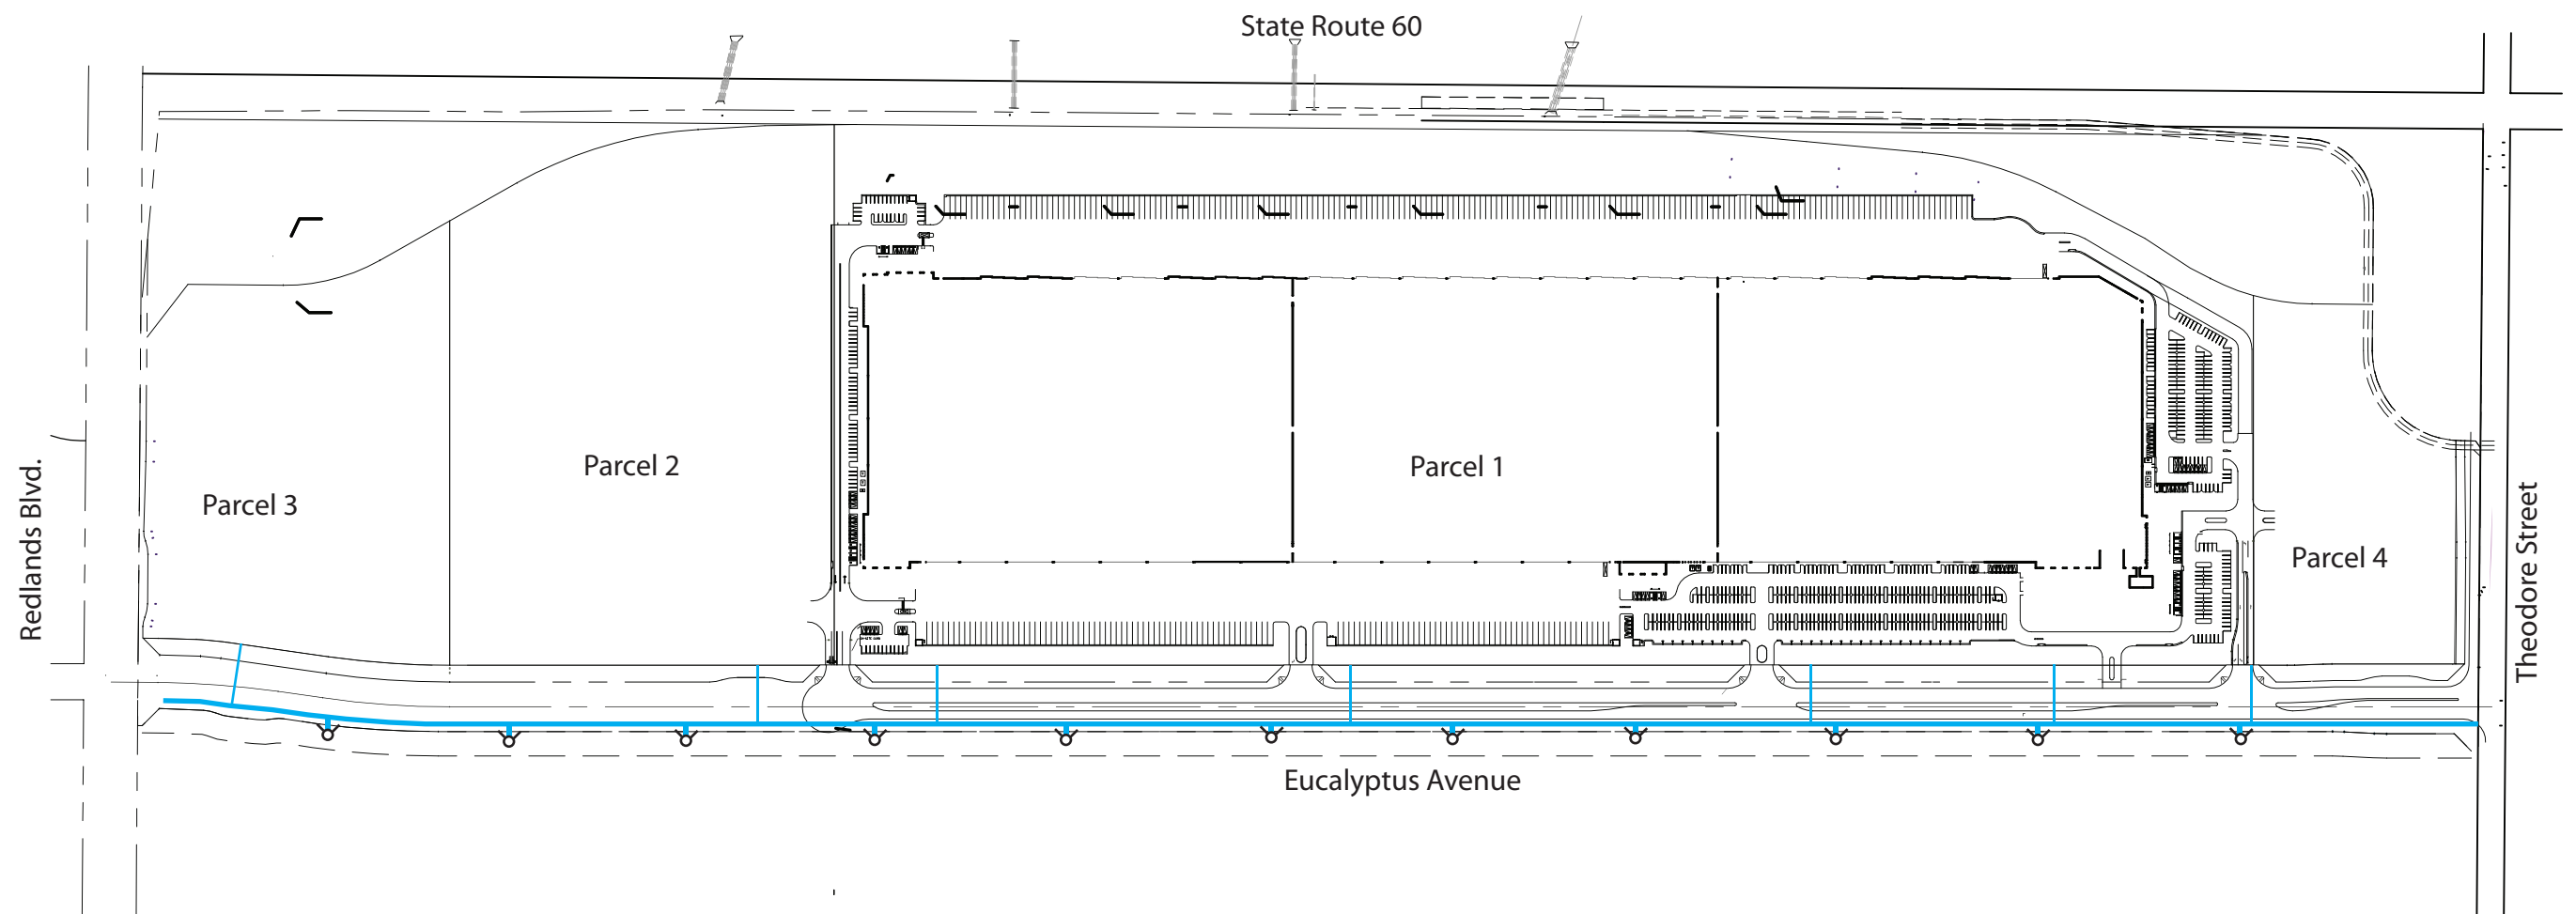 State Route 60
Redlands Blvd.
Parcel 3
Parcel 2
Parcel 1
Parcel 4
Theodore Street
Eucalyptus Avenue